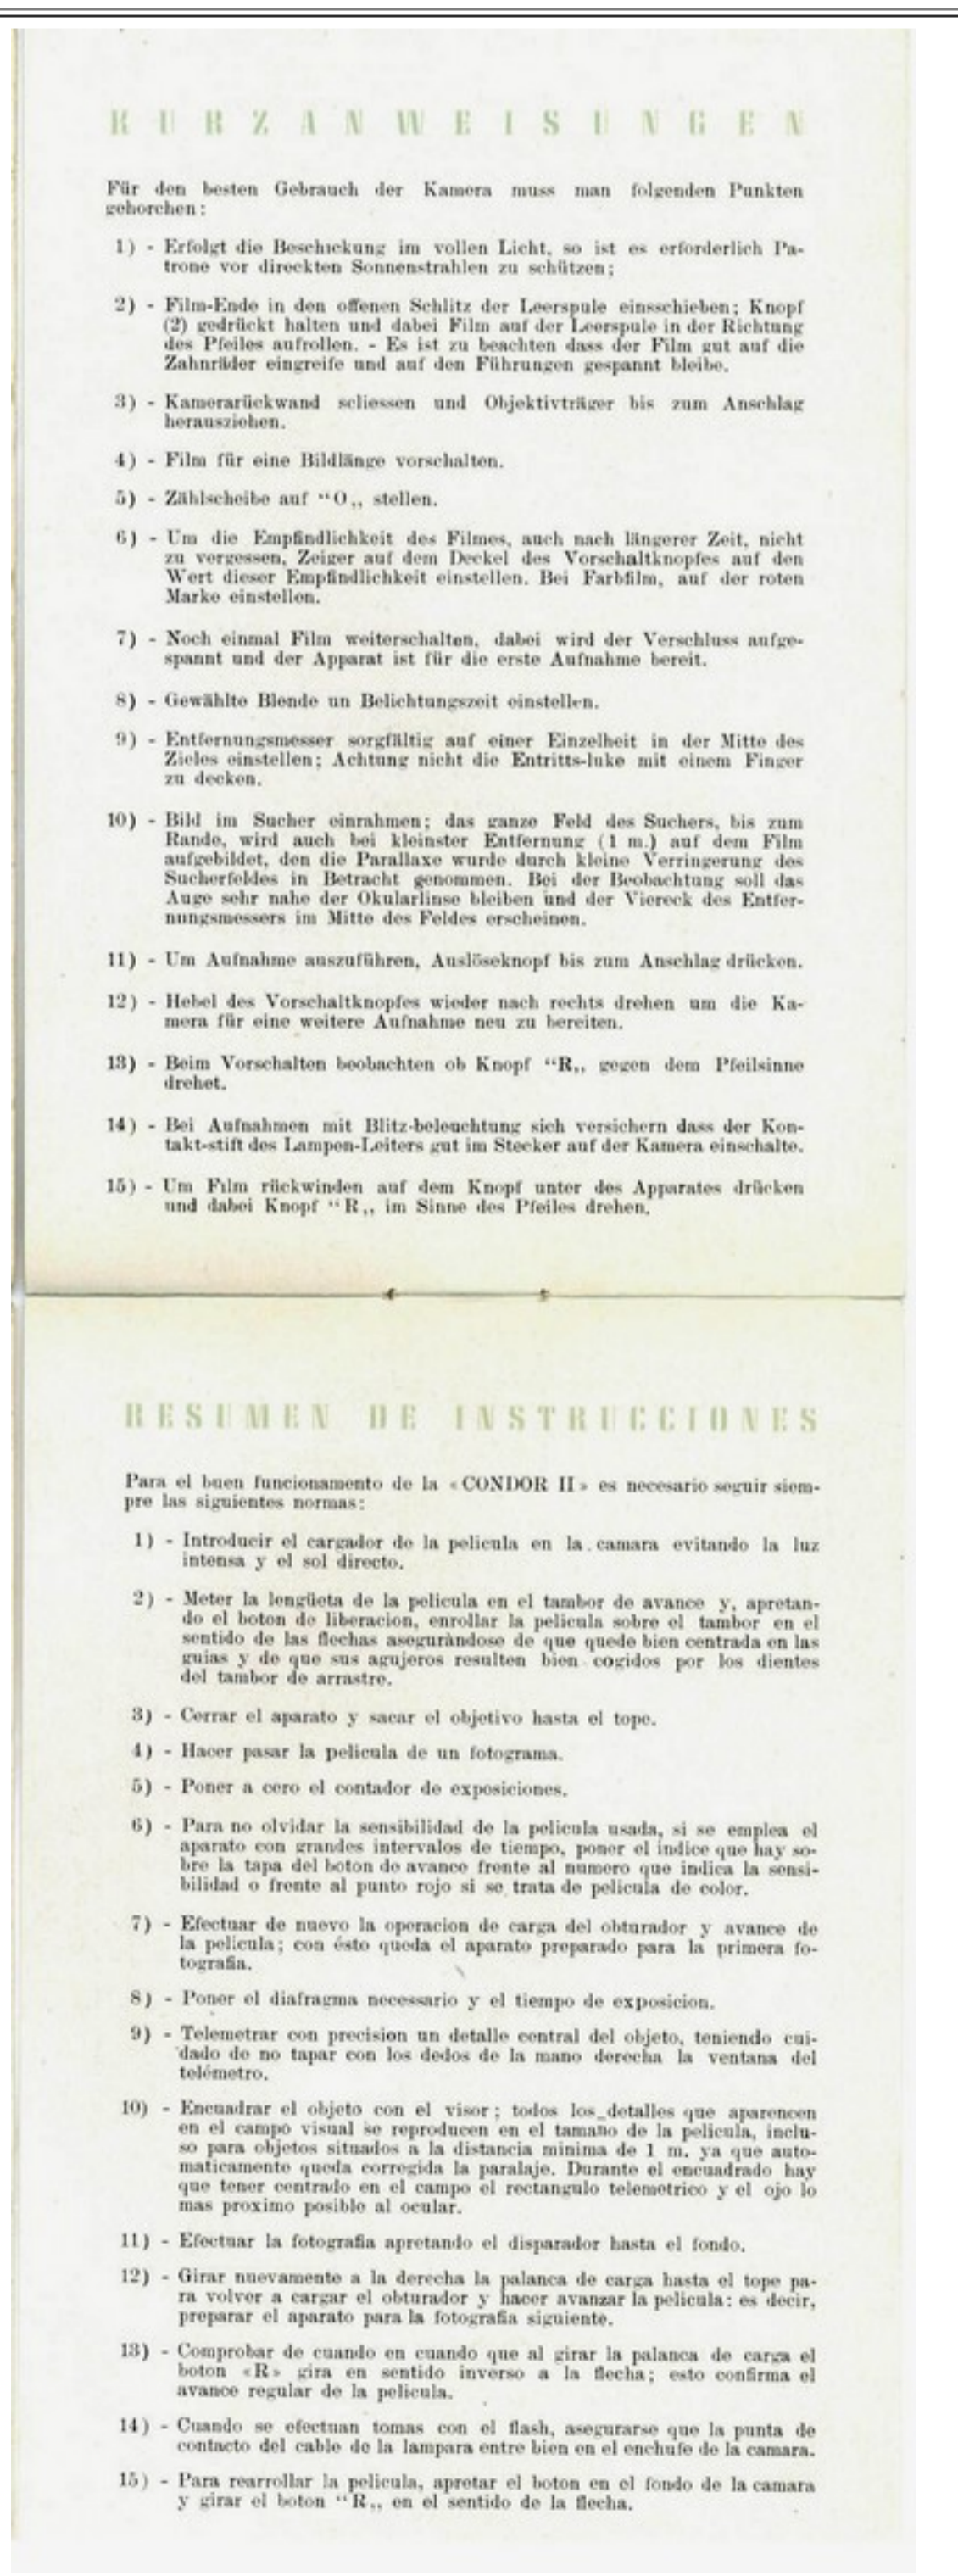 KURZANWEISUNGEN
Für den besten Gebrauch der Kamera muss man folgenden Punkten
gehorchen:
1) - Erfolgt die Beschickung im vollen Licht, so ist es erforderlich Pa-
trone vor direckten Sonnenstrahlen zu schützen;
2) - Film-Ende in den offenen Schlitz der Leerspule einsschieben; Knopf
(2) gedrückt halten und dabei Film auf der Leerspule in der Richtung
des Pfeiles aufrollen. - Es ist zu beachten dass der Film gut auf die
Zahnräder eingreife und auf den Führungen gespannt bleibe.
3) - Kamerarückwand scliessen und Objektivträger bis zum Anschlag
herausziehen.
4) - Film für eine Bildlänge vorschalten.
5) - Zählscheibe auf “O„ stellen.
6) - Um die Empfindlichkeit des Filmes, auch nach längerer Zeit, nicht
zu vergessen, Zeiger auf dem Deckel des Vorschaltknopfes auf den
Wert dieser Empfindlichkeit einstellen. Bei Farbfilm, auf der roten
Marke einstellen.
7) - Noch einmal Film weiterschalten, dabei wird der Verschluss aufge-
spannt und der Apparat ist für die erste Aufnahme bereit.
8) - Gewählte Blende un Belichtungszeit einstellen.
9) - Entfernungsmesser sorgfältig auf einer Einzelheit in der Mitte des
Zieles einstellen; Achtung nicht die Entritts-luke mit einem Finger
zu decken.
10) - Bild im Sucher einrahmen; das ganze Feld des Suchers, bis zum
Rande, wird auch bei kleinster Entfernung (1 m.) auf dem Film
aufgebildet, den die Parallaxe wurde durch kleine Verringerung des
Sucherfeldes in Betracht genommen. Bei der Beobachtung soll das
Auge sehr nahe der Okularlinse bleiben und der Viereck des Entfer-
nungsmessers im Mitte des Feldes erscheinen.
11) - Um Aufnahme auszuführen, Auslöseknopf bis zum Anschlag drücken.
12) - Hebel des Vorschaltknopfes wieder nach rechts drehen um die Ka-
mera für eine weitere Aufnahme neu zu bereiten.
13) - Beim Vorschalten beobachten ob Knopf “R„ gegen dem Pfeilsinne
drehet.
14) - Bei Aufnahmen mit Blitz-beleuchtung sich versichern dass der Kon-
takt-stift des Lampen-Leiters gut im Stecker auf der Kamera einschalte.
15) - Um Film rückwinden auf dem Knopf unter des Apparates drücken
und dabei Knopf “R„ im Sinne des Pfeiles drehen.
RESUMEN DE INSTRUCCIONES
Para el buen funcionamento de la «CONDOR II» es necesario seguir siem-
pre las siguientes normas:
1) - Introducir el cargador de la pelicula en la camara evitando la luz
intensa y el sol directo.
2) - Meter la lengüeta de la pelicula en el tambor de avance y, apretan-
do el boton de liberacion, enrollar la pelicula sobre el tambor en el
sentido de las flechas asegurándose de que quede bien centrada en las
guias y de que sus agujeros resulten bien cogidos por los dientes
del tambor de arrastre.
3) - Cerrar el aparato y sacar el objetivo hasta el tope.
4) - Hacer pasar la pelicula de un fotograma.
5) - Poner a cero el contador de exposiciones.
6) - Para no olvidar la sensibilidad de la pelicula usada, si se emplea el
aparato con grandes intervalos de tiempo, poner el índice que hay so-
bre la tapa del boton de avance frente al numero que indica la sensi-
bilidad o frente al punto rojo si se trata de pelicula de color.
7) - Efectuar de nuevo la operacion de carga del obturador y avance de
la pelicula; con ésto queda el aparato preparado para la primera fo-
tografia.
8) - Poner el diafragma necessario y el tiempo de exposicion.
9) - Telemetrar con precision un detalle central del objeto, teniendo cui-
dado de no tapar con los dedos de la mano derecha la ventana del
telémetro.
10) - Encuadrar el objeto con el visor; todos los detalles que aparencen
en el campo visual se reproducen en el tamaño de la pelicula, inclu-
so para objetos situados a la distancia minima de 1 m. ya que auto-
maticamente queda corregida la paralaje. Durante el encuadrado hay
que tener centrado en el campo el rectangulo telemetrico y el ojo lo
mas proximo posible al ocular.
11) - Efectuar la fotografia apretando el disparador hasta el fondo.
12) - Girar nuevamente a la derecha la palanca de carga hasta el tope pa-
ra volver a cargar el obturador y hacer avanzar la pelicula; es decir,
preparar el aparato para la fotografia siguiente.
13) - Comprobar de cuando en cuando que al girar la palanca de carga el
boton «R» gira en sentido inverso a la flecha; esto confirma el
avance regular de la pelicula.
14) - Cuando se efectuan tomas con el flash, asegurarse que la punta de
contacto del cable de la lampara entre bien en el enchufe de la camara.
15) - Para rearrollar la pelicula, apretar el boton en el fondo de la camara
y girar el boton “R„ en el sentido de la flecha.